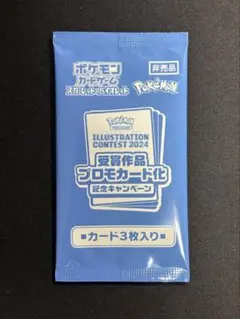 ポケモンカードゲーム
スカーレット&バイオレット
非売品
Pokémon
Pokémon
ILLUSTRATION
CONTEST 2024
受賞作品
プロモカード化
記念キャンペーン
■カード3枚入り■